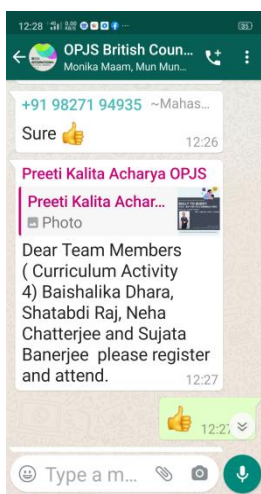 12:28
OPJS British Coun...
Monika Maam, Mun Mun...
+91 98271 94935 ~Mahas...
Sure 👍
12:26
Preeti Kalita Acharya OPJS
Preeti Kalita Achar...
Photo
Dear Team Members
( Curriculum Activity
4) Baishalika Dhara,
Shatabdi Raj, Neha
Chatterjee and Sujata
Banerjee please register
and attend.
12:27
👍 12:27
Type a m...